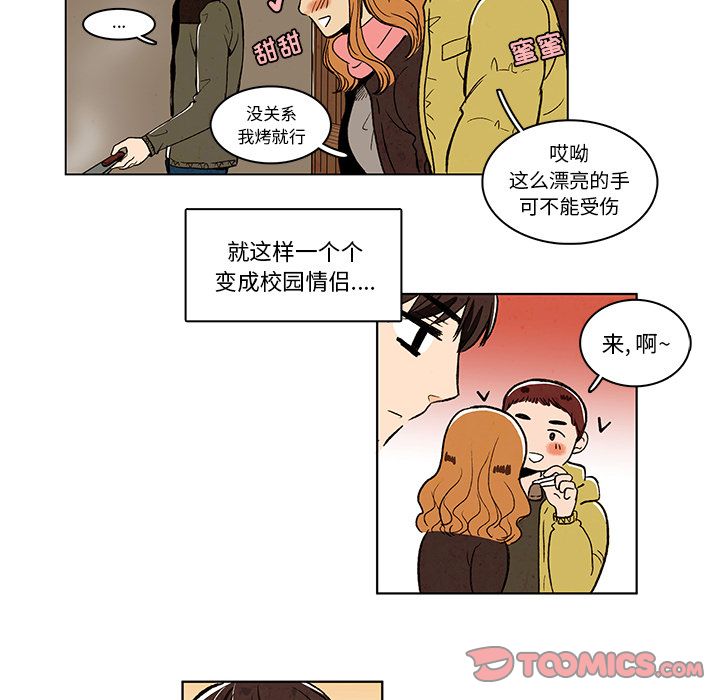 ...
甜甜
蜜蜜
没关系
我烤就行
哎呦
这么漂亮的手
可不能受伤
就这样一个个
变成校园情侣....
来, 啊~
TOOMICS.COM